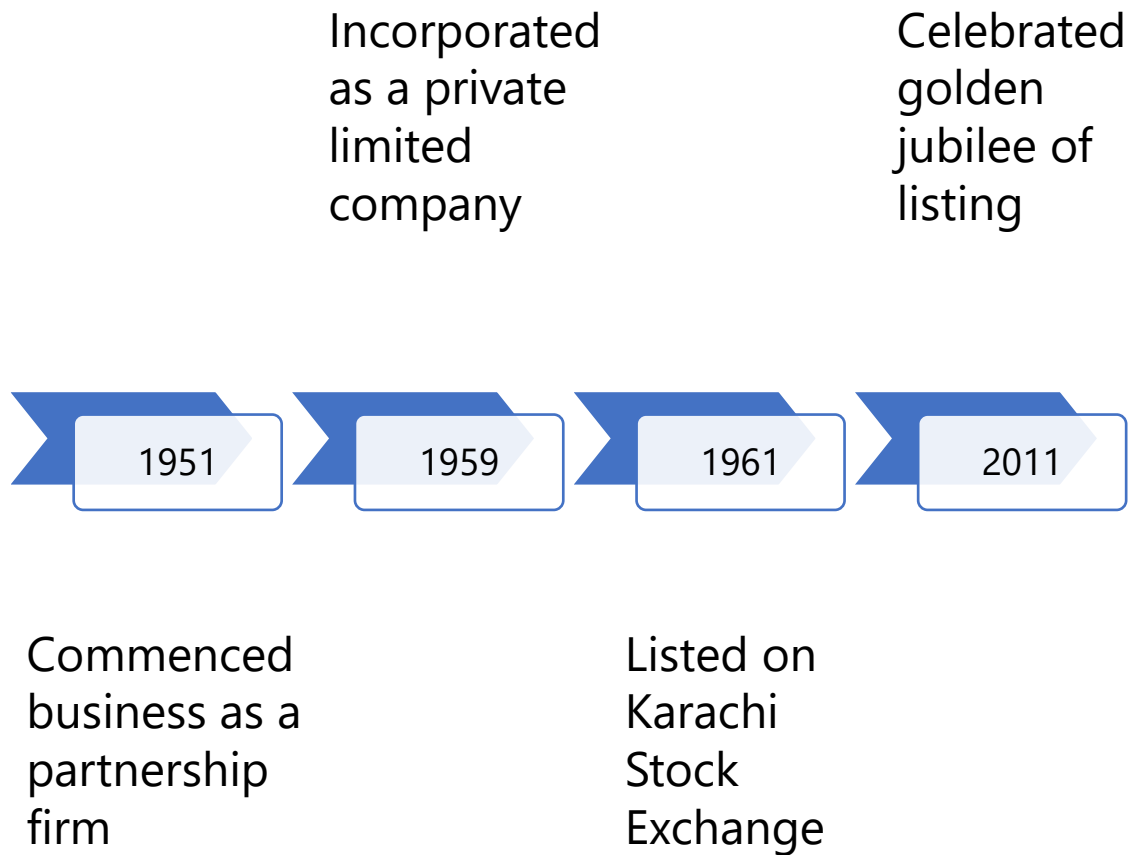 Incorporated
as a private
limited
company
Celebrated
golden
jubilee of
listing
1951
1959
1961
2011
Commenced
business as a
partnership
firm
Listed on
Karachi
Stock
Exchange